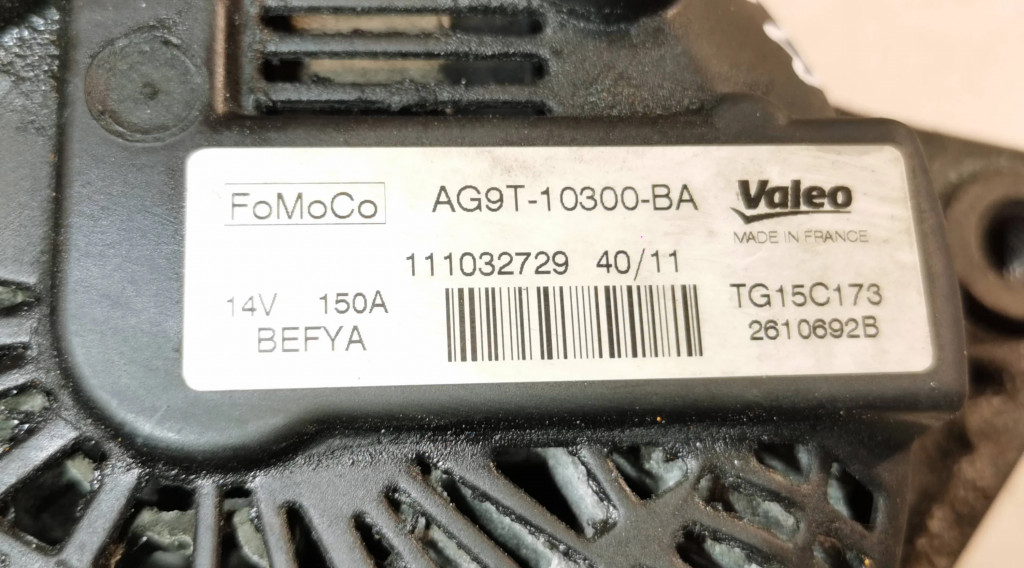 FoMoCo AG9T-10300-BA Valeo
MADE IN FRANCE
111032729 40/11
14V 150A TG15C173
BEFYA 2610692B